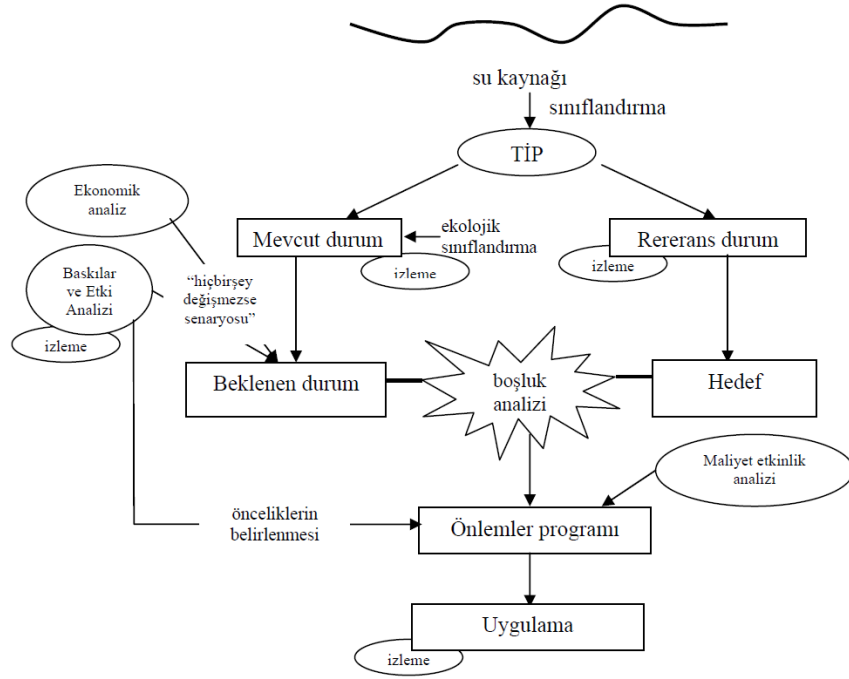 su kaynağı
sınıflandırma
TİP
Ekonomik
analiz
Mevcut durum
ekolojik
sınıflandırma
izleme
Rererans durum
izleme
Baskılar
ve Etki
Analizi
izleme
“hiçbirşey
değişmezse
senaryosu”
Beklenen durum
boşluk
analizi
Hedef
Maliyet etkinlik
analizi
önceliklerin
belirlenmesi
Önlemler programı
Uygulama
izleme